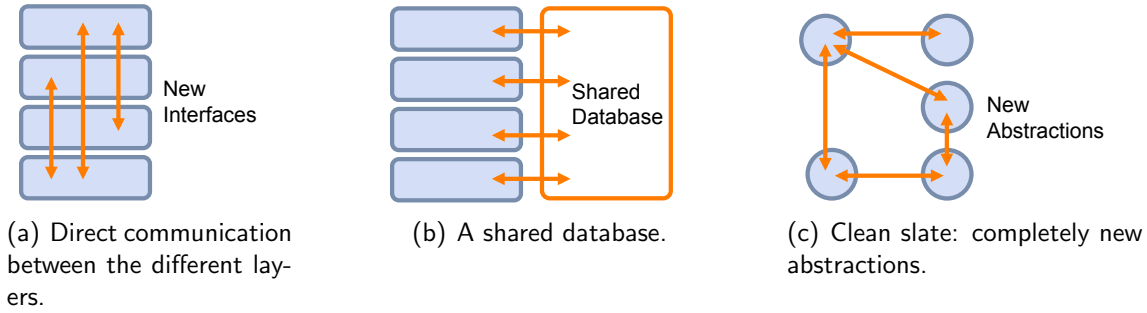 New
Interfaces
Shared
Database
New
Abstractions
(a) Direct communication
between the different lay-
ers.
(b) A shared database.
(c) Clean slate: completely new
abstractions.